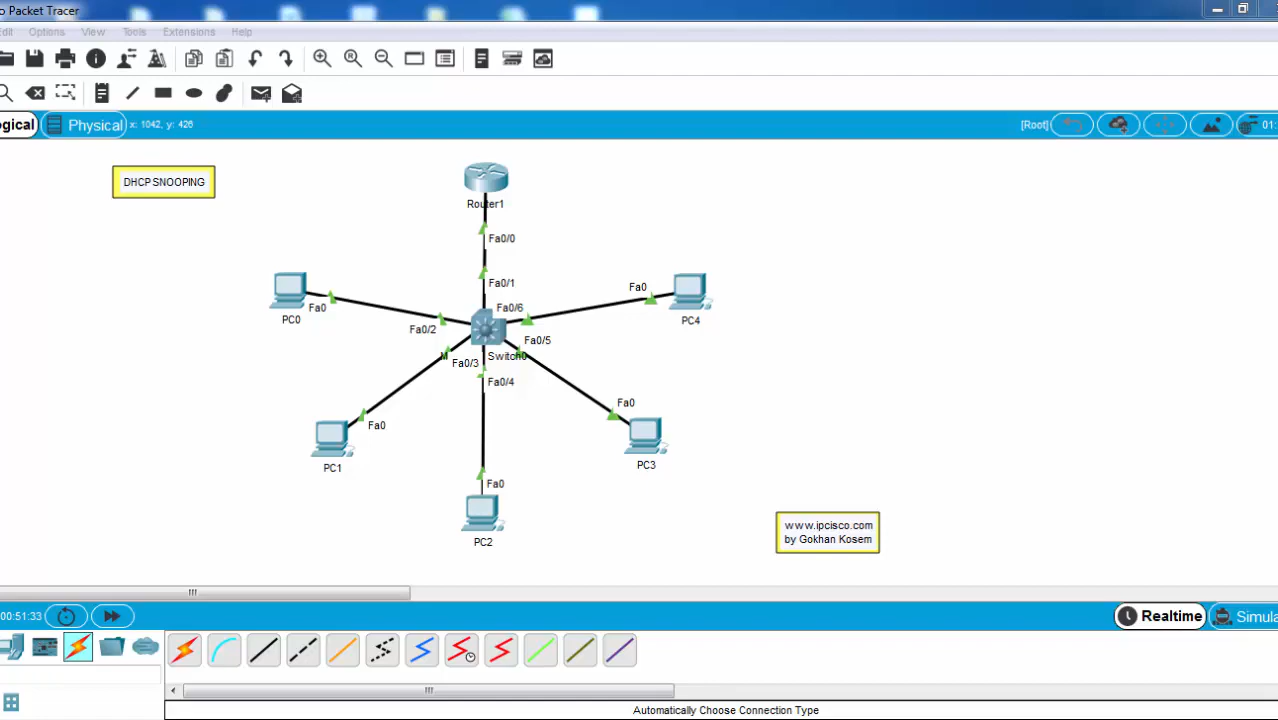 o Packet Tracer
Edit Options View Tools Extensions Help
ogical Physical x: 1042, y: 426 [Root] 01:
DHCP SNOOPING
Router1
Fa0/0
Fa0/1
Fa0/6
Fa0
PC4
Fa0
PC0
Fa0/2
Fa0/5
Switch0
Fa0/3
Fa0/4
Fa0
PC1
Fa0
PC3
Fa0
PC2
www.ipcisco.com
by Gokhan Kosem
00:51:33 Realtime Simula
Automatically Choose Connection Type